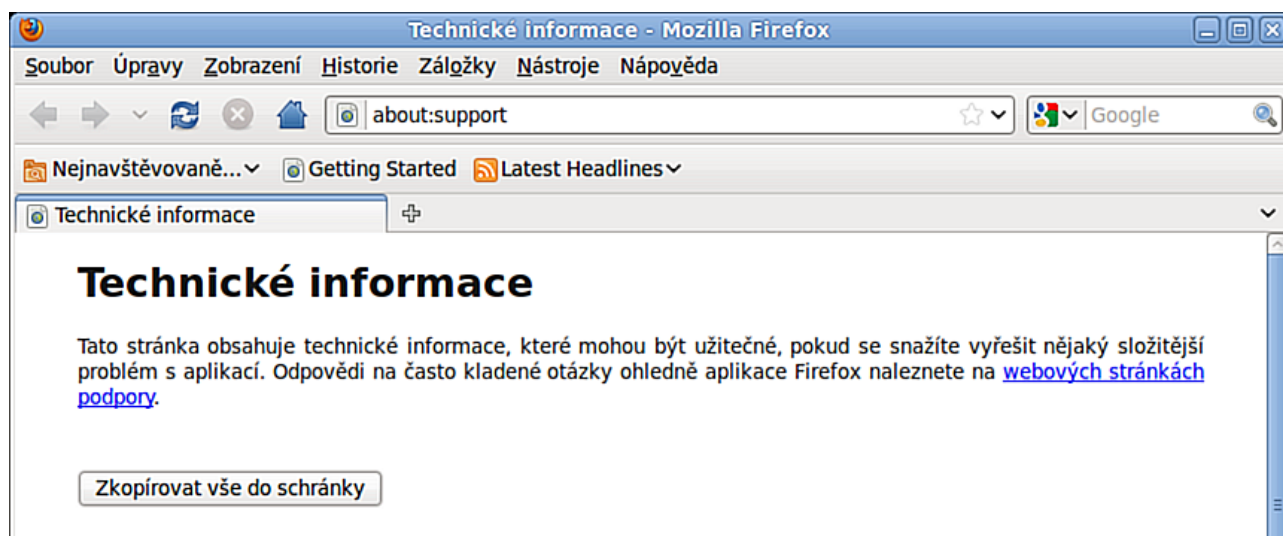 Technické informace - Mozilla Firefox
Soubor Úpravy Zobrazení Historie Záložky Nástroje Nápověda
about:support Google
Nejnavštěvovaně... Getting Started Latest Headlines
Technické informace
Technické informace
Tato stránka obsahuje technické informace, které mohou být užitečné, pokud se snažíte vyřešit nějaký složitější
problém s aplikací. Odpovědi na často kladené otázky ohledně aplikace Firefox naleznete na webových stránkách
podpory.
Zkopírovat vše do schránky